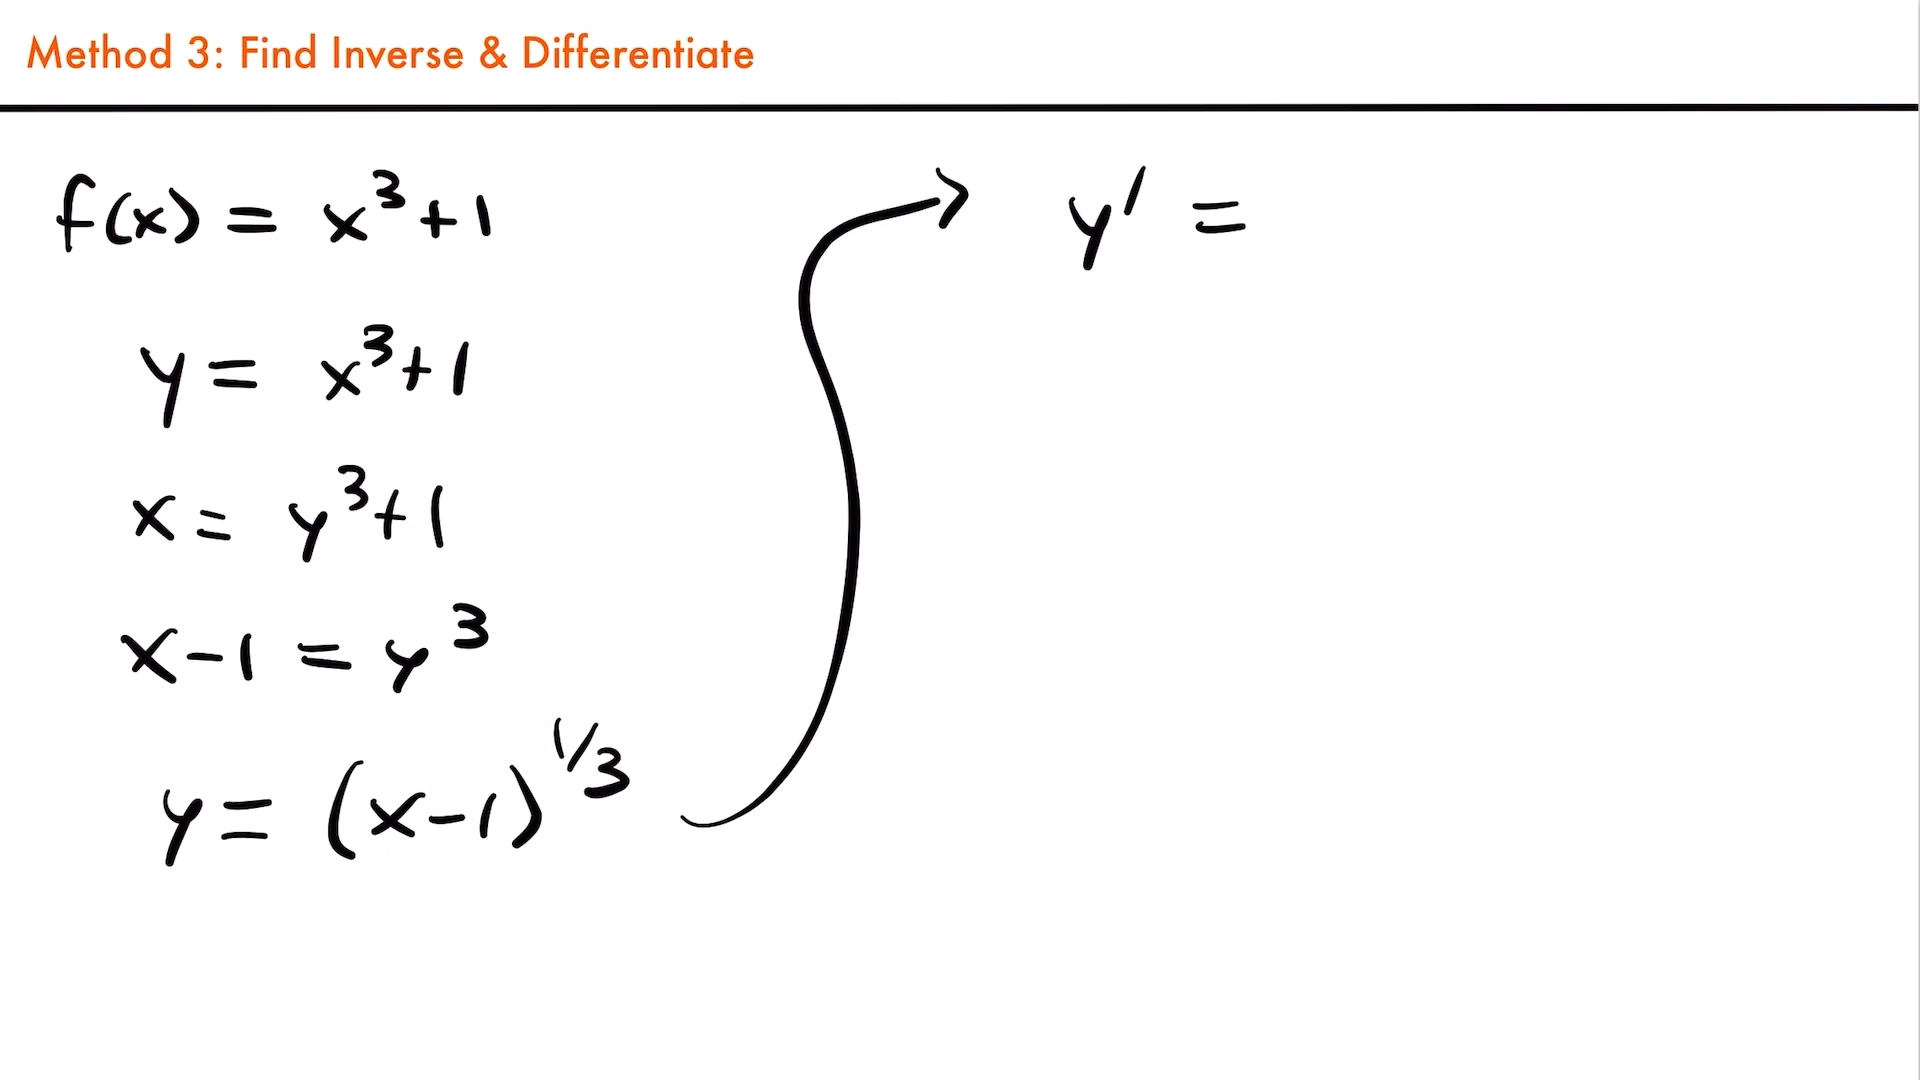 Method 3: Find Inverse & Differentiate
f(x) = x³+1
y = x³+1
x = y³+1
x-1 = y³
y = (x-1)^1/3
y' =